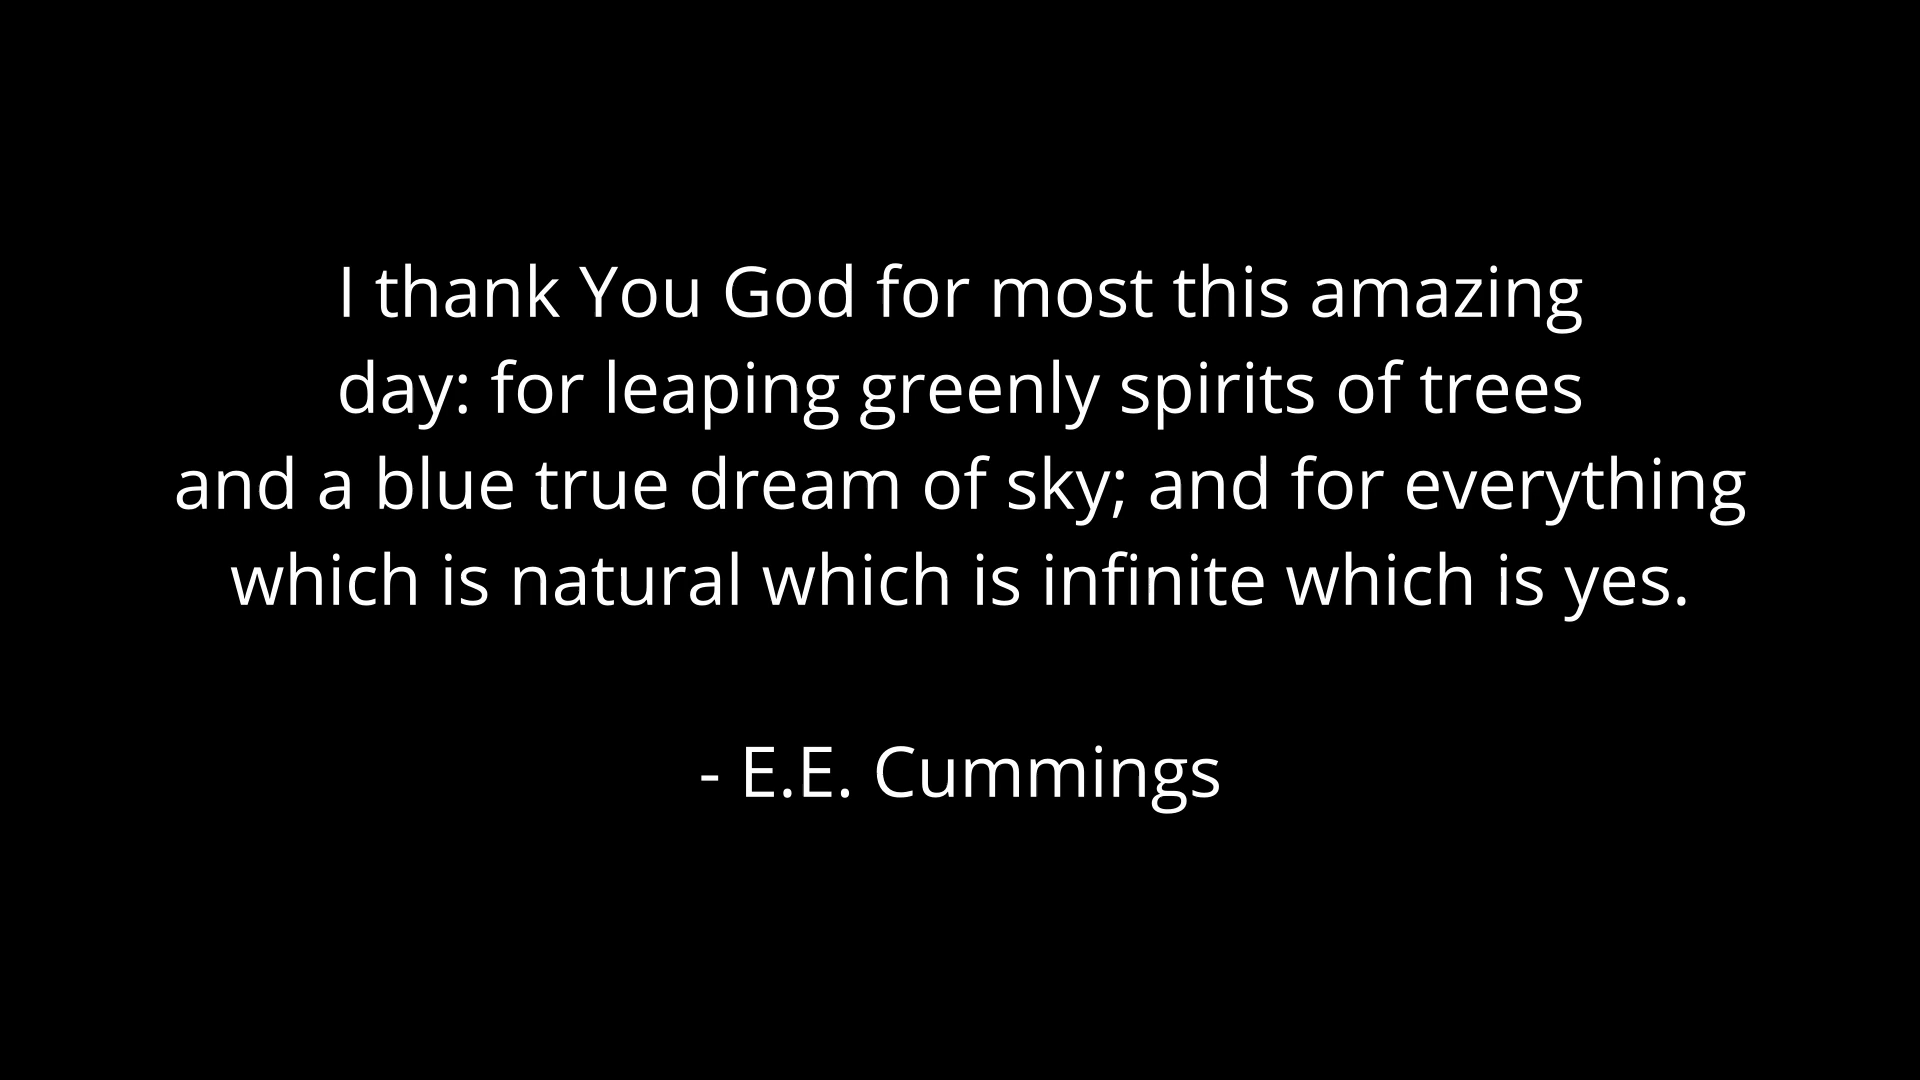 I thank You God for most this amazing
day: for leaping greenly spirits of trees
and a blue true dream of sky; and for everything
which is natural which is infinite which is yes.
- E.E. Cummings